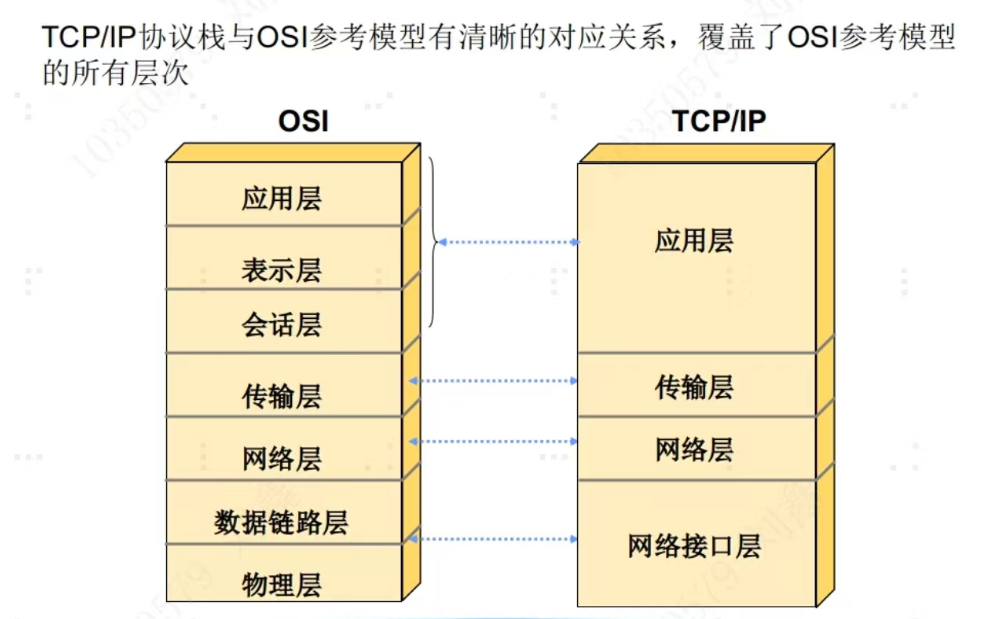 TCP/IP协议栈与OSI参考模型有清晰的对应关系，覆盖了OSI参考模型
的所有层次
OSI
TCP/IP
应用层
表示层
会话层
传输层
网络层
数据链路层
物理层
应用层
传输层
网络层
网络接口层